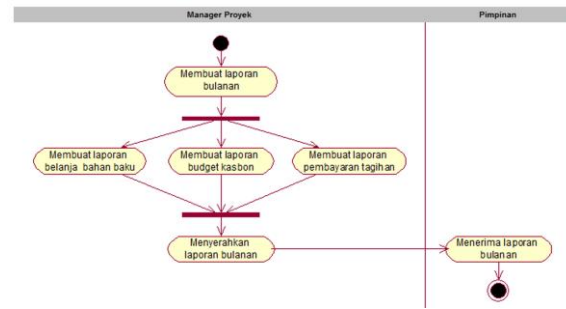 Manager Proyek
Pimpinan
Membuat laporan
bulanan
Membuat laporan
belanja bahan baku
Membuat laporan
budget kasbon
Membuat laporan
pembayaran tagihan
Menyerahkan
laporan bulanan
Menerima laporan
bulanan